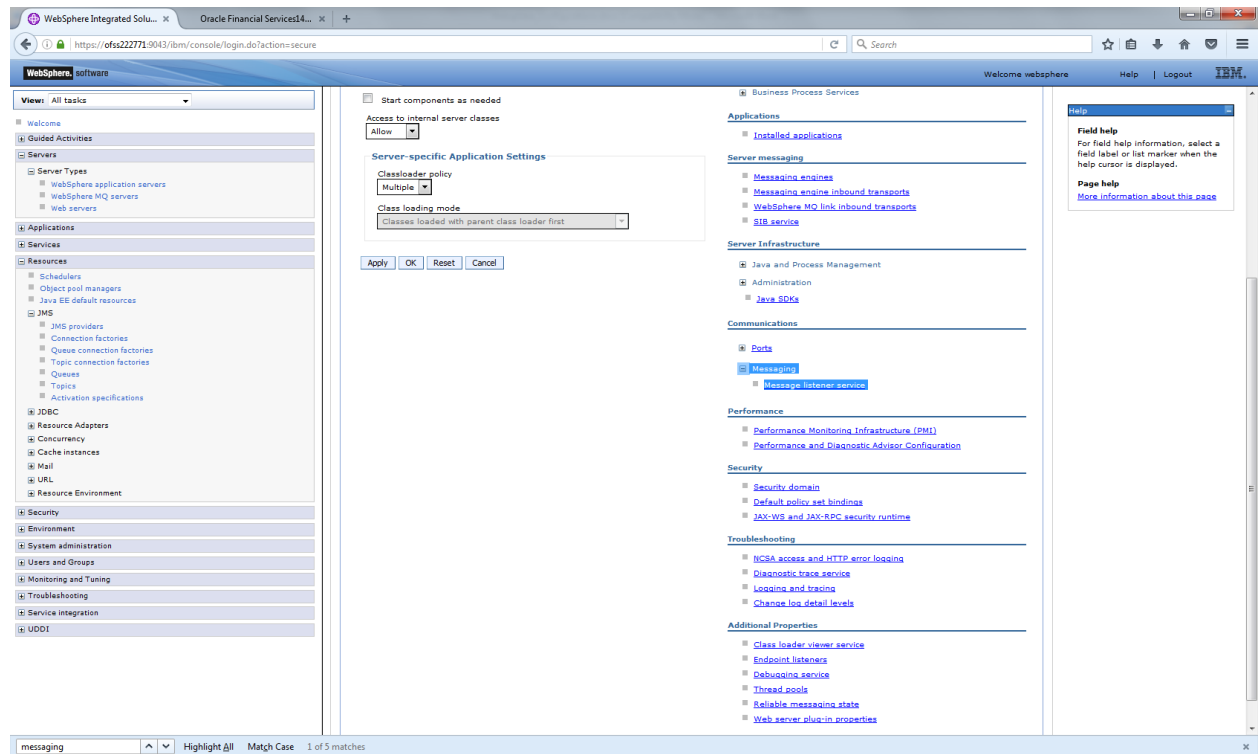 WebSphere Integrated Solu... ×
Oracle Financial Services14... ×
https://ofss222771:9043/ibm/console/login.do?action=secure
Search
WebSphere. software
Welcome websphere
Help | Logout
IBM.
View: All tasks
Welcome
Guided Activities
Servers
Server Types
WebSphere application servers
WebSphere MQ servers
Web servers
Applications
Services
Resources
Schedulers
Object pool managers
Java EE default resources
JMS
JMS providers
Connection factories
Queue connection factories
Topic connection factories
Queues
Topics
Activation specifications
JDBC
Resource Adapters
Concurrency
Cache instances
Mail
URL
Resource Environment
Security
Environment
System administration
Users and Groups
Monitoring and Tuning
Troubleshooting
Service integration
UDDI
Start components as needed
Access to internal server classes
Allow
Server-specific Application Settings
Classloader policy
Multiple
Class loading mode
Classes loaded with parent class loader first
Apply OK Reset Cancel
Business Process Services
Applications
Installed applications
Server messaging
Messaging engines
Messaging engine inbound transports
WebSphere MQ link inbound transports
SIB service
Server Infrastructure
Java and Process Management
Administration
Java SDKs
Communications
Ports
Messaging
Message listener service
Performance
Performance Monitoring Infrastructure (PMI)
Performance and Diagnostic Advisor Configuration
Security
Security domain
Default policy set bindings
JAX-WS and JAX-RPC security runtime
Troubleshooting
NCSA access and HTTP error logging
Diagnostic trace service
Logging and tracing
Change log detail levels
Additional Properties
Class loader viewer service
Endpoint listeners
Debugging service
Thread pools
Reliable messaging state
Web server plug-in properties
Help
Field help
For field help information, select a
field label or list marker when the
help cursor is displayed.
Page help
More information about this page
messaging
Highlight All Match Case 1 of 5 matches